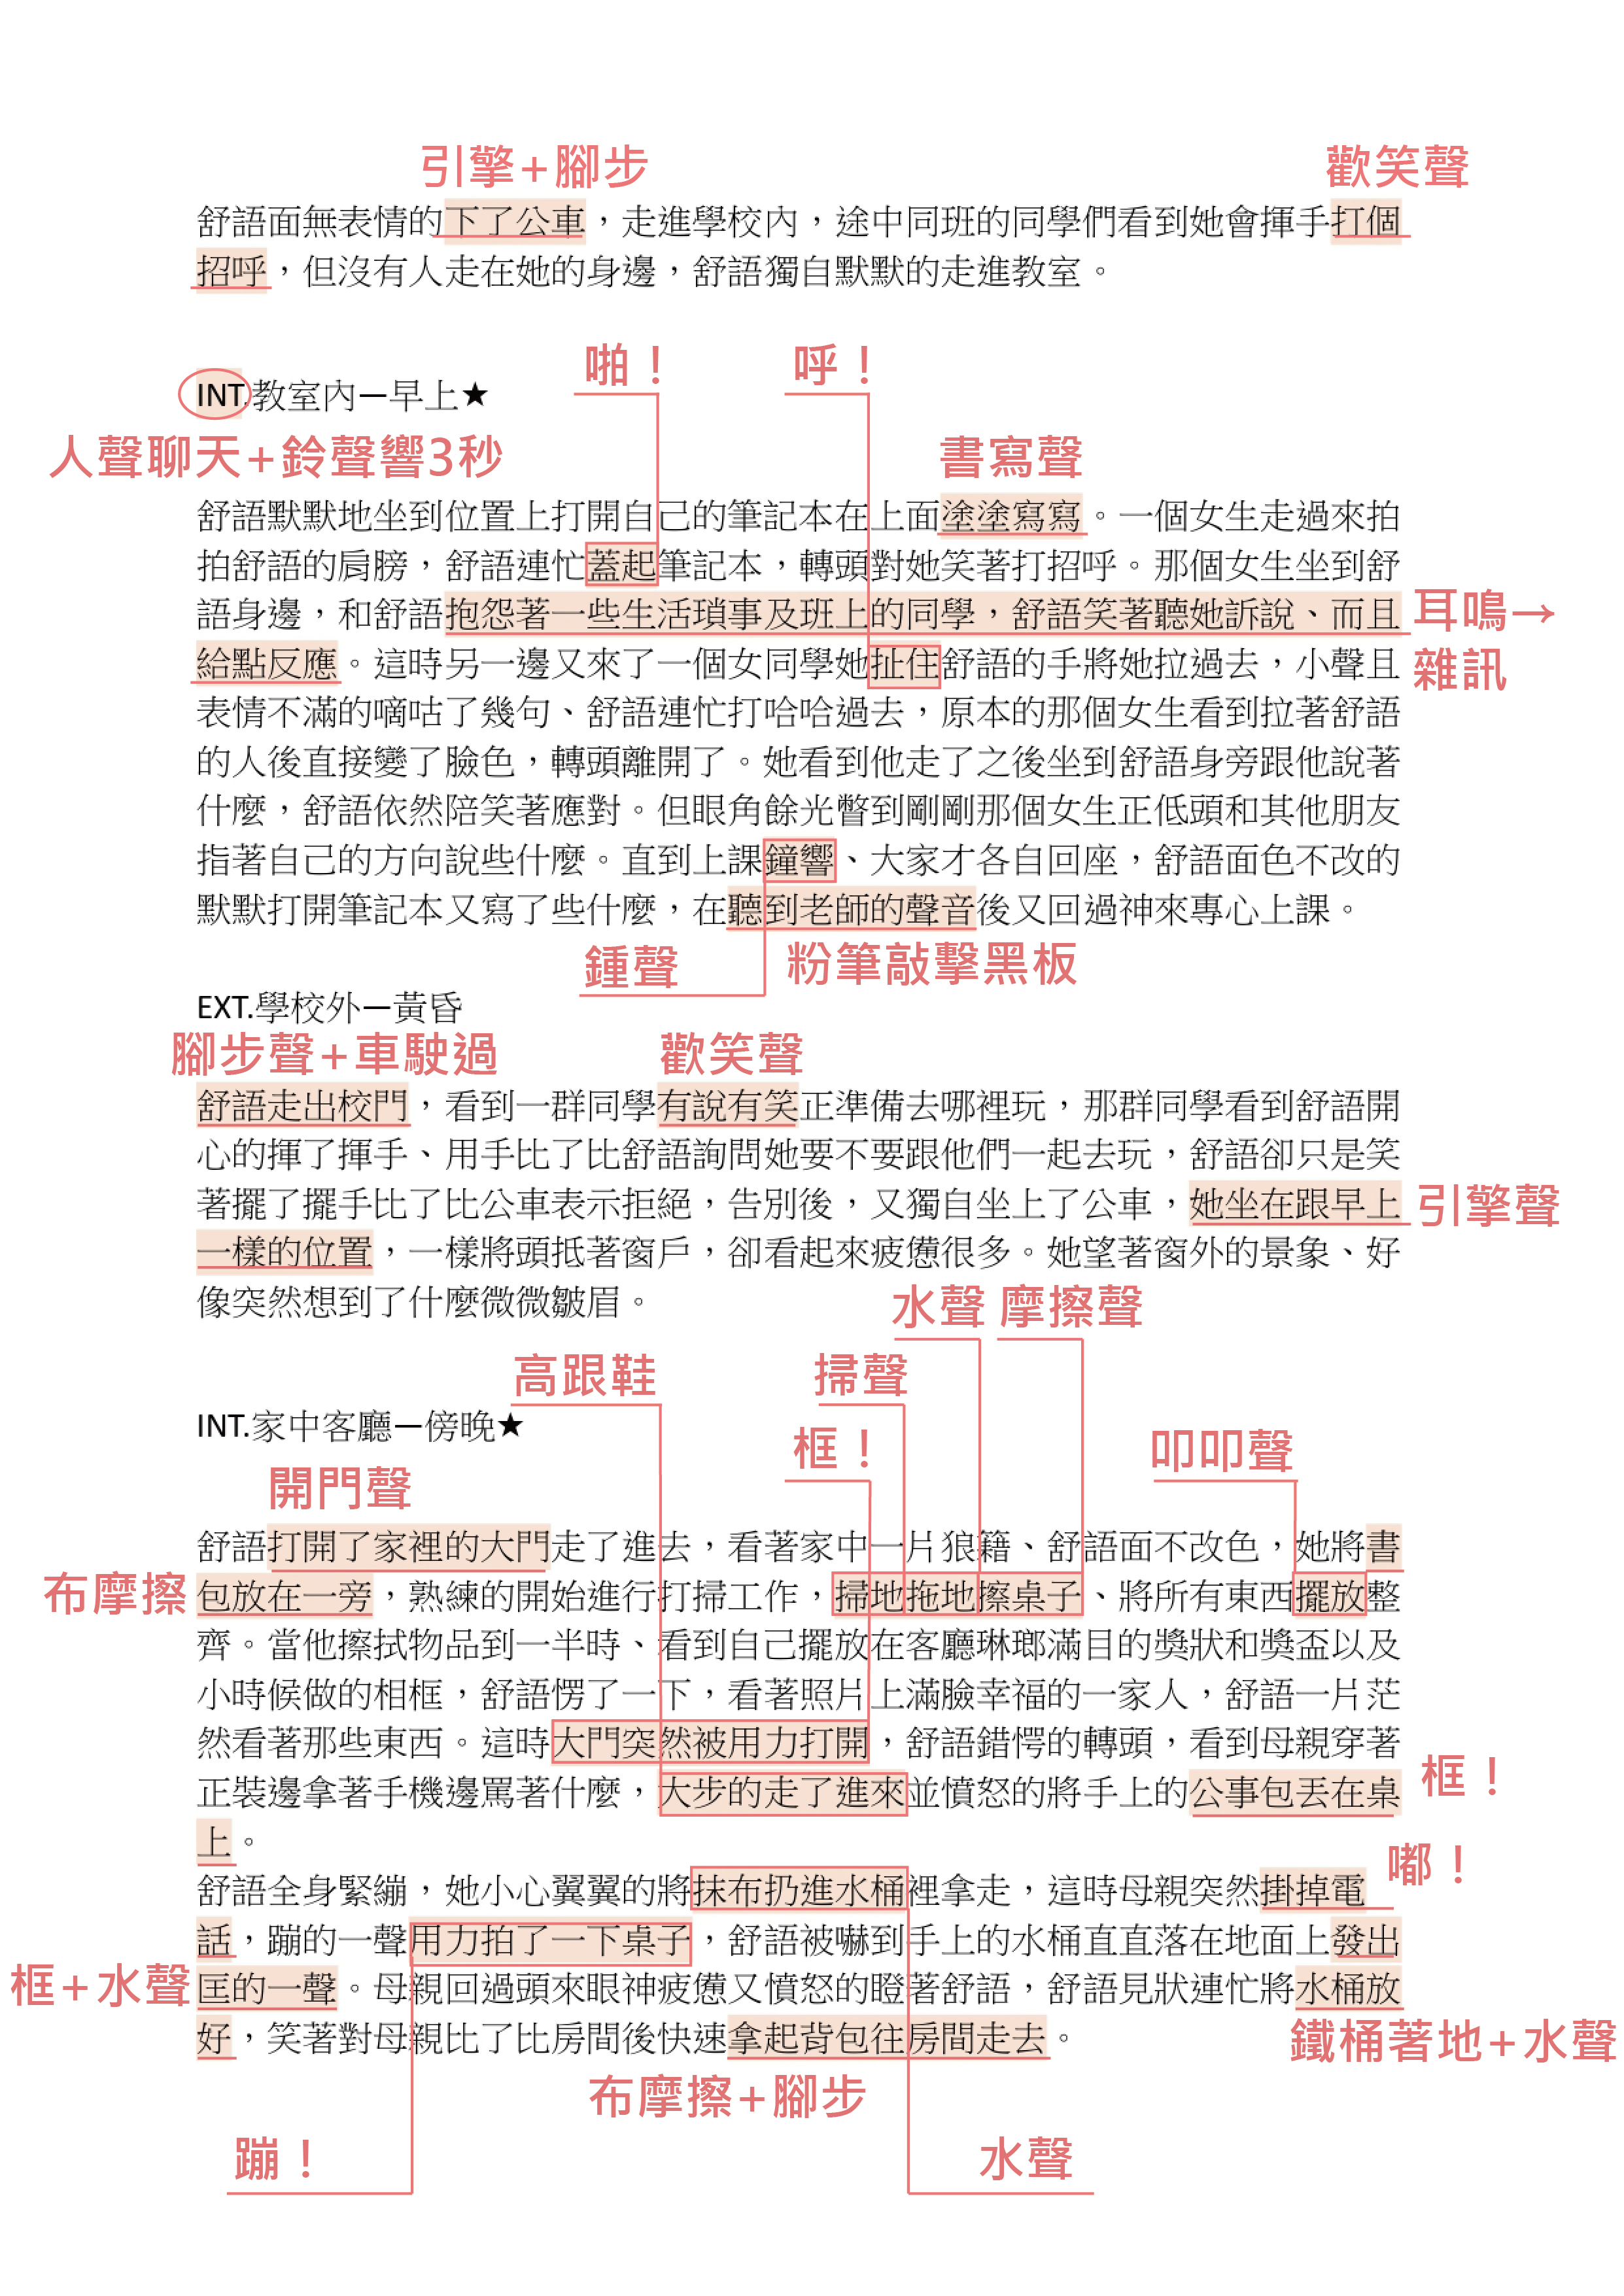 引擎+腳步
歡笑聲
舒語面無表情的下了公車，走進學校內，途中同班的同學們看到她會揮手打個
招呼，但沒有人走在她的身邊，舒語獨自默默的走進教室。
啪！
呼！
INT.教室內—早上★
人聲聊天+鈴聲響3秒
書寫聲
舒語默默地坐到位置上打開自己的筆記本在上面塗塗寫寫。一個女生走過來拍
拍舒語的肩膀，舒語連忙蓋起筆記本，轉頭對她笑著打招呼。那個女生坐到舒
語身邊，和舒語抱怨著一些生活瑣事及班上的同學，舒語笑著聽她訴說、而且
耳鳴→
給點反應。這時另一邊又來了一個女同學她扯住舒語的手將她拉過去，小聲且
雜訊
表情不滿的嘀咕了幾句、舒語連忙打哈哈過去，原本的那個女生看到拉著舒語
的人後直接變了臉色，轉頭離開了。她看到他走了之後坐到舒語身旁跟他說著
什麼，舒語依然陪笑著應對。但眼角餘光瞥到剛剛那個女生正低頭和其他朋友
指著自己的方向說些什麼。直到上課鐘響、大家才各自回座，舒語面色不改的
默默打開筆記本又寫了些什麼，在聽到老師的聲音後又回過神來專心上課。
鍾聲
粉筆敲擊黑板
EXT.學校外—黃昏
腳步聲+車駛過
歡笑聲
舒語走出校門，看到一群同學有說有笑正準備去哪裡玩，那群同學看到舒語開
心的揮了揮手、用手比了比舒語詢問她要不要跟他們一起去玩，舒語卻只是笑
著擺了擺手比了比公車表示拒絕，告別後，又獨自坐上了公車，她坐在跟早上
引擎聲
一樣的位置，一樣將頭抵著窗戶，卻看起來疲憊很多。她望著窗外的景象、好
像突然想到了什麼微微皺眉。
水聲
摩擦聲
高跟鞋
掃聲
INT.家中客廳—傍晚★
框！
叩叩聲
開門聲
舒語打開了家裡的大門走了進去，看著家中一片狼籍、舒語面不改色，她將書
布摩擦
包放在一旁，熟練的開始進行打掃工作，掃地拖地擦桌子、將所有東西擺放整
齊。當他擦拭物品到一半時、看到自己擺放在客廳琳瑯滿目的獎狀和獎盃以及
小時候做的相框，舒語愣了一下，看著照片上滿臉幸福的一家人，舒語一片茫
然看著那些東西。這時大門突然被用力打開，舒語錯愕的轉頭，看到母親穿著
正裝邊拿著手機邊罵著什麼，大步的走了進來並憤怒的將手上的公事包丟在桌
框！
上。
嘟！
舒語全身緊繃，她小心翼翼的將抹布扔進水桶裡拿走，這時母親突然掛掉電
話，蹦的一聲用力拍了一下桌子，舒語被嚇到手上的水桶直直落在地面上發出
框+水聲
匡的一聲。母親回過頭來眼神疲憊又憤怒的瞪著舒語，舒語見狀連忙將水桶放
好，笑著對母親比了比房間後快速拿起背包往房間走去。
鐵桶著地+水聲
布摩擦+腳步
蹦！
水聲